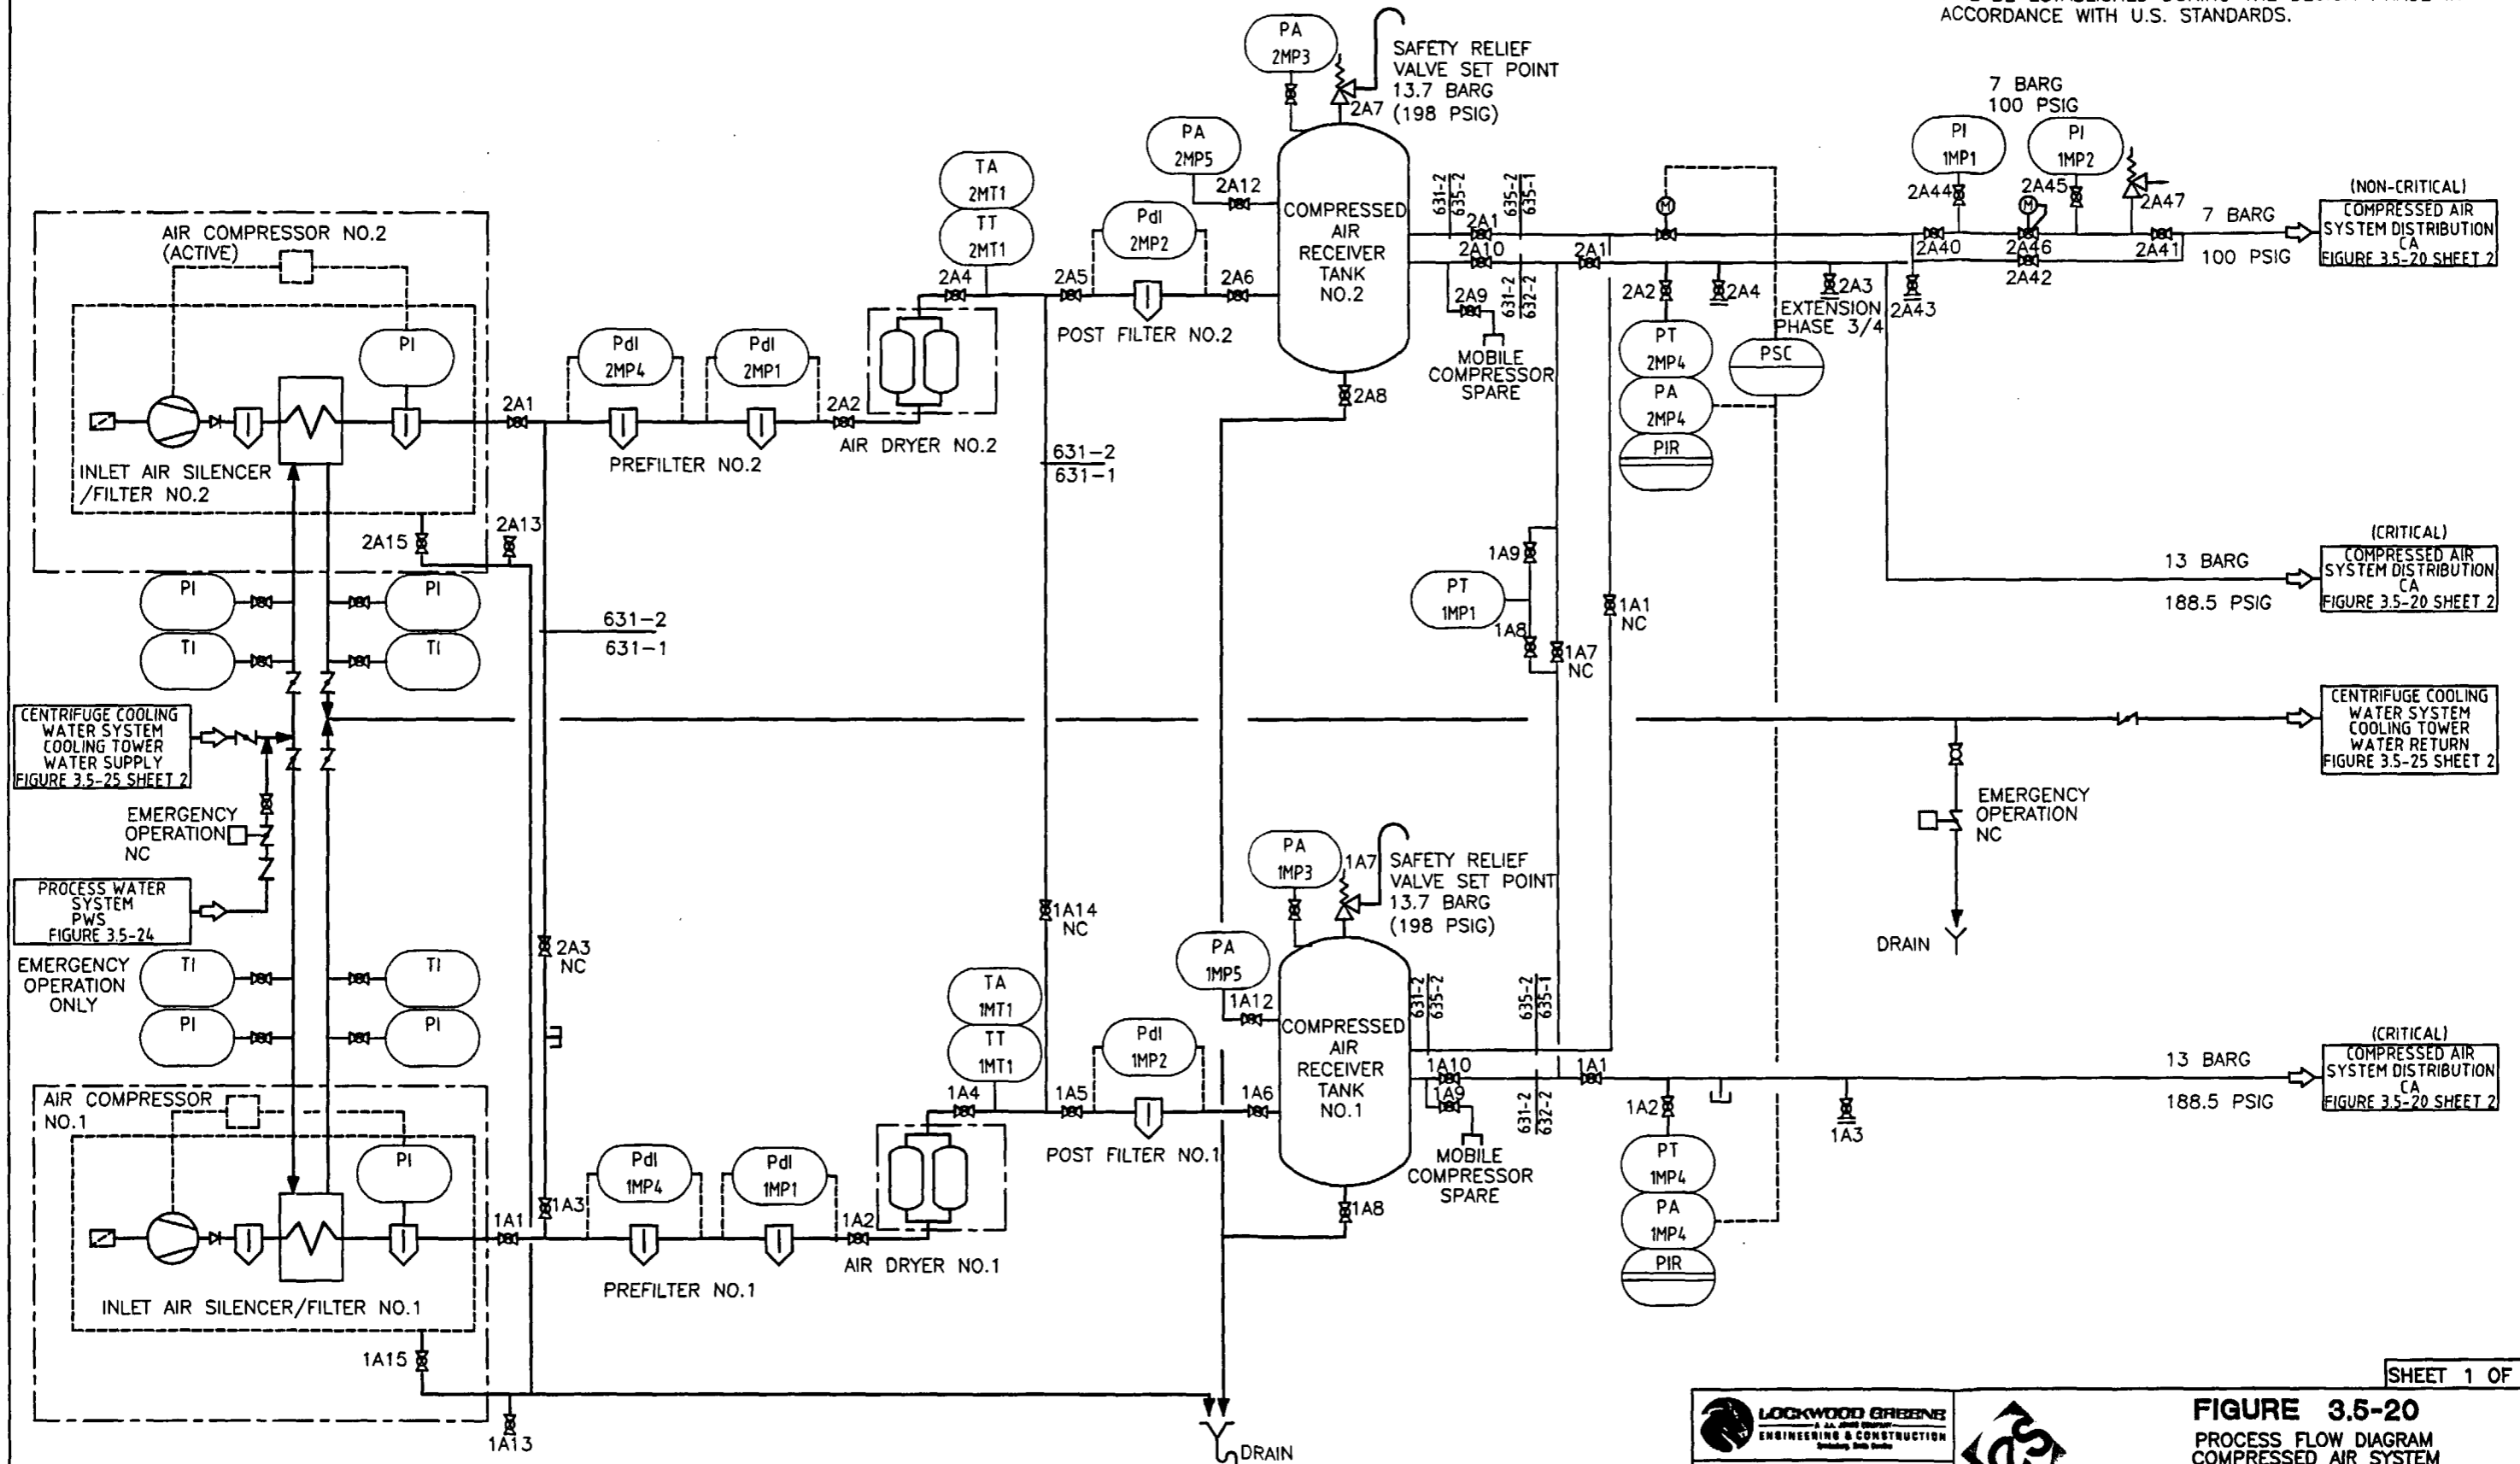 ACCORDANCE WITH U.S. STANDARDS.
PA
2MP3
SAFETY RELIEF
VALVE SET POINT
13.7 BARG
(198 PSIG)
2A7
7 BARG
100 PSIG
PI
1MP1
PI
1MP2
2A44
2A45
2A47
PA
2MP5
2A12
TA
2MT1
TT
2MT1
PdI
2MP2
2A4
2A5
2A6
POST FILTER NO.2
COMPRESSED
AIR
RECEIVER
TANK
NO.2
631-2
635-2
635-2
635-1
2A1
2A10
2A1
M
M
2A40
2A46
2A41
2A42
7 BARG
100 PSIG
(NON-CRITICAL)
COMPRESSED AIR
SYSTEM DISTRIBUTION
CA
FIGURE 3.5-20 SHEET 2
2A9
631-2
632-2
2A2
2A4
2A3
2A43
EXTENSION
PHASE 3/4
MOBILE
COMPRESSOR
SPARE
PT
2MP4
PA
2MP4
PIR
PSC
AIR COMPRESSOR NO.2
(ACTIVE)
PI
INLET AIR SILENCER
/FILTER NO.2
2A1
PdI
2MP4
PdI
2MP1
2A2
PREFILTER NO.2
AIR DRYER NO.2
2A8
631-2
631-1
2A15
2A13
PI
PI
TI
TI
631-2
631-1
1A9
PT
1MP1
1A8
1A7
NC
1A1
NC
(CRITICAL)
13 BARG
188.5 PSIG
COMPRESSED AIR
SYSTEM DISTRIBUTION
CA
FIGURE 3.5-20 SHEET 2
CENTRIFUGE COOLING
WATER SYSTEM
COOLING TOWER
WATER SUPPLY
FIGURE 3.5-25 SHEET 2
CENTRIFUGE COOLING
WATER SYSTEM
COOLING TOWER
WATER RETURN
FIGURE 3.5-25 SHEET 2
EMERGENCY
OPERATION
NC
EMERGENCY
OPERATION
NC
DRAIN
PROCESS WATER
SYSTEM
PWS
FIGURE 3.5-24
EMERGENCY
OPERATION
ONLY
TI
TI
PI
PI
2A3
NC
1A14
NC
PA
1MP3
1A7
SAFETY RELIEF
VALVE SET POINT
13.7 BARG
(198 PSIG)
PA
1MP5
1A12
TA
1MT1
TT
1MT1
PdI
1MP2
1A4
1A5
1A6
POST FILTER NO.1
COMPRESSED
AIR
RECEIVER
TANK
NO.1
631-2
635-2
635-2
635-1
1A10
1A9
1A1
631-2
632-2
MOBILE
COMPRESSOR
SPARE
1A2
1A3
PT
1MP4
PA
1MP4
PIR
(CRITICAL)
13 BARG
188.5 PSIG
COMPRESSED AIR
SYSTEM DISTRIBUTION
CA
FIGURE 3.5-20 SHEET 2
AIR COMPRESSOR
NO.1
PI
INLET AIR SILENCER/FILTER NO.1
1A1
1A3
PdI
1MP4
PdI
1MP1
1A2
PREFILTER NO.1
AIR DRYER NO.1
1A8
1A15
1A13
DRAIN
SHEET 1 OF
LOCKWOOD GREENE
ENGINEERING & CONSTRUCTION
FIGURE 3.5-20
PROCESS FLOW DIAGRAM
COMPRESSED AIR SYSTEM